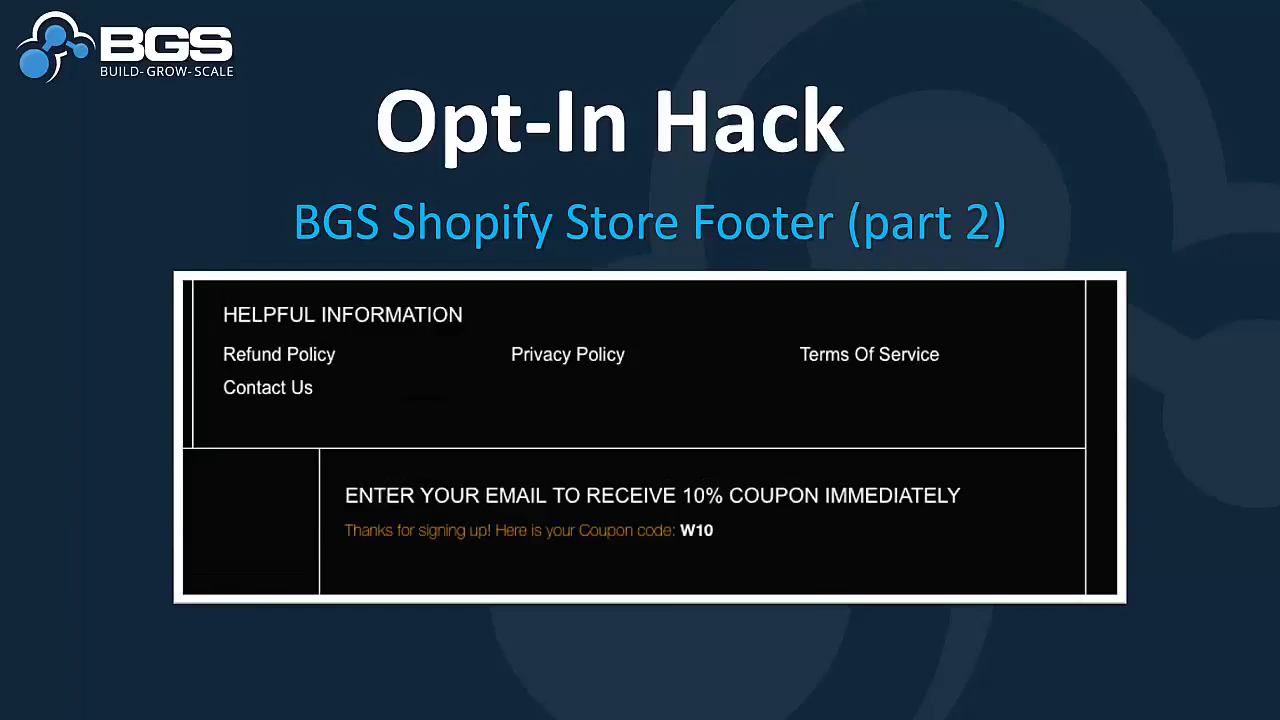 BGS
BUILD-GROW-SCALE
Opt-In Hack
BGS Shopify Store Footer (part 2)
HELPFUL INFORMATION
Refund Policy Privacy Policy Terms Of Service
Contact Us
ENTER YOUR EMAIL TO RECEIVE 10% COUPON IMMEDIATELY
Thanks for signing up! Here is your Coupon code: W10